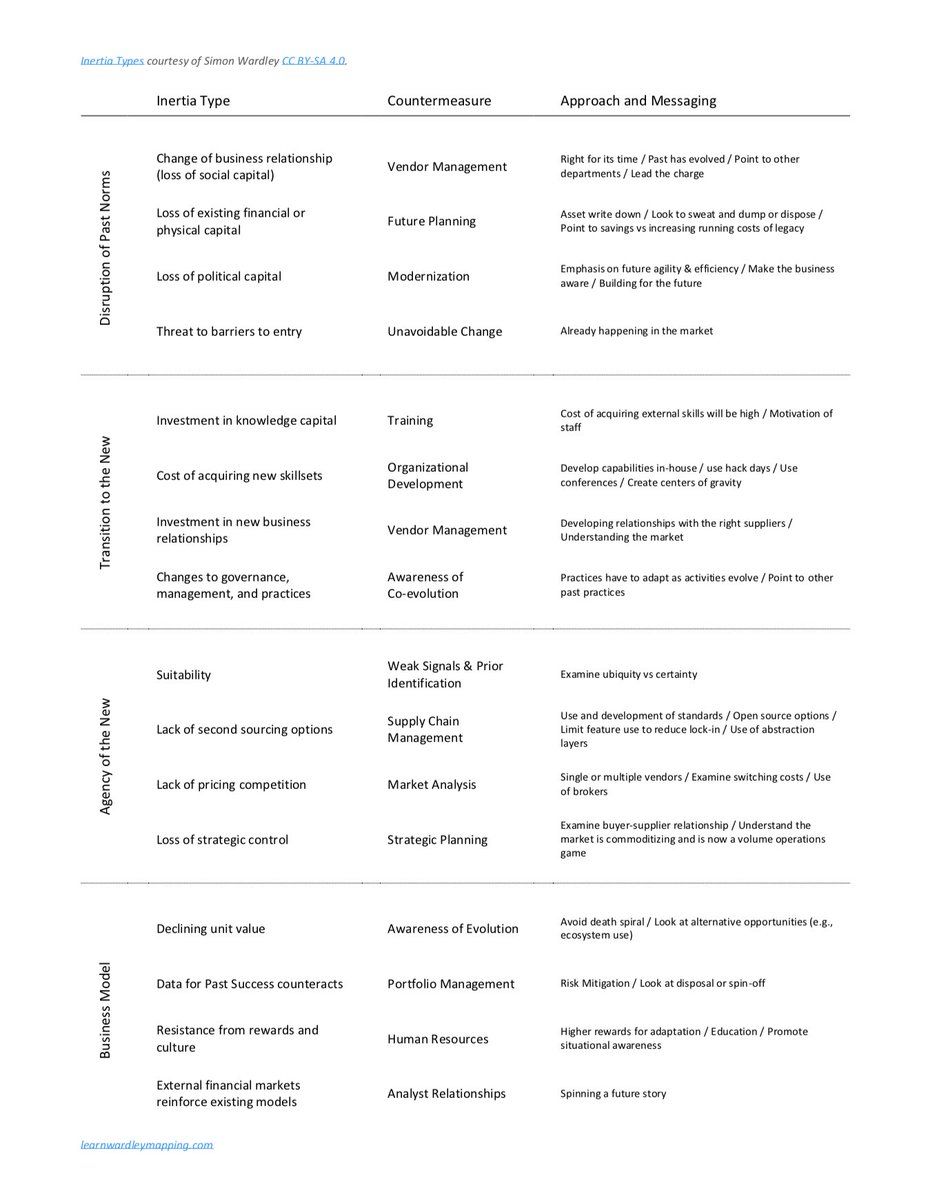 Inertia Types courtesy of Simon Wardley CC BY-SA 4.0.
Inertia Type Countermeasure Approach and Messaging
Disruption of Past Norms
Change of business relationship
(loss of social capital)
Vendor Management
Right for its time / Past has evolved / Point to other
departments / Lead the charge
Loss of existing financial or
physical capital
Future Planning
Asset write down / Look to sweat and dump or dispose /
Point to savings vs increasing running costs of legacy
Loss of political capital
Modernization
Emphasis on future agility & efficiency / Make the business
aware / Building for the future
Threat to barriers to entry
Unavoidable Change
Already happening in the market
Transition to the New
Investment in knowledge capital
Training
Cost of acquiring external skills will be high / Motivation of
staff
Cost of acquiring new skillsets
Organizational
Development
Develop capabilities in-house / use hack days / Use
conferences / Create centers of gravity
Investment in new business
relationships
Vendor Management
Developing relationships with the right suppliers /
Understanding the market
Changes to governance,
management, and practices
Awareness of
Co-evolution
Practices have to adapt as activities evolve / Point to other
past practices
Agency of the New
Suitability
Weak Signals & Prior
Identification
Examine ubiquity vs certainty
Lack of second sourcing options
Supply Chain
Management
Use and development of standards / Open source options /
Limit feature use to reduce lock-in / Use of abstraction
layers
Lack of pricing competition
Market Analysis
Single or multiple vendors / Examine switching costs / Use
of brokers
Loss of strategic control
Strategic Planning
Examine buyer-supplier relationship / Understand the
market is commoditizing and is now a volume operations
game
Business Model
Declining unit value
Awareness of Evolution
Avoid death spiral / Look at alternative opportunities (e.g.,
ecosystem use)
Data for Past Success counteracts
Portfolio Management
Risk Mitigation / Look at disposal or spin-off
Resistance from rewards and
culture
Human Resources
Higher rewards for adaptation / Education / Promote
situational awareness
External financial markets
reinforce existing models
Analyst Relationships
Spinning a future story
learnwardleymapping.com